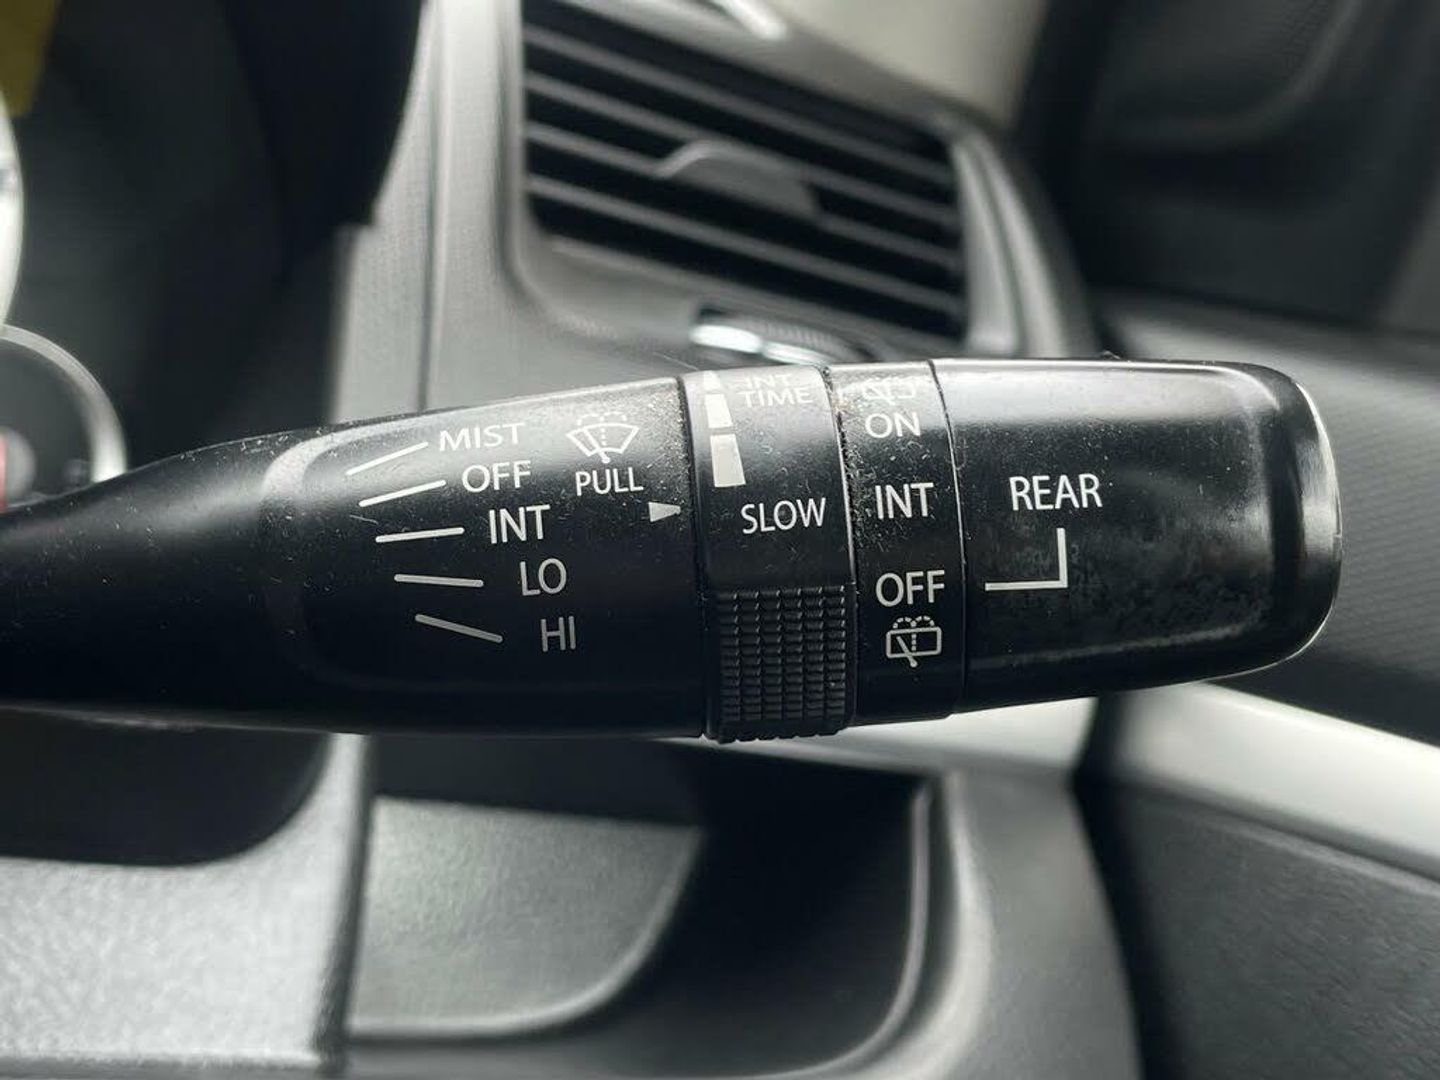 MIST
OFF
INT
LO
HI
PULL
INT.
TIME
SLOW
ON
INT
OFF
REAR